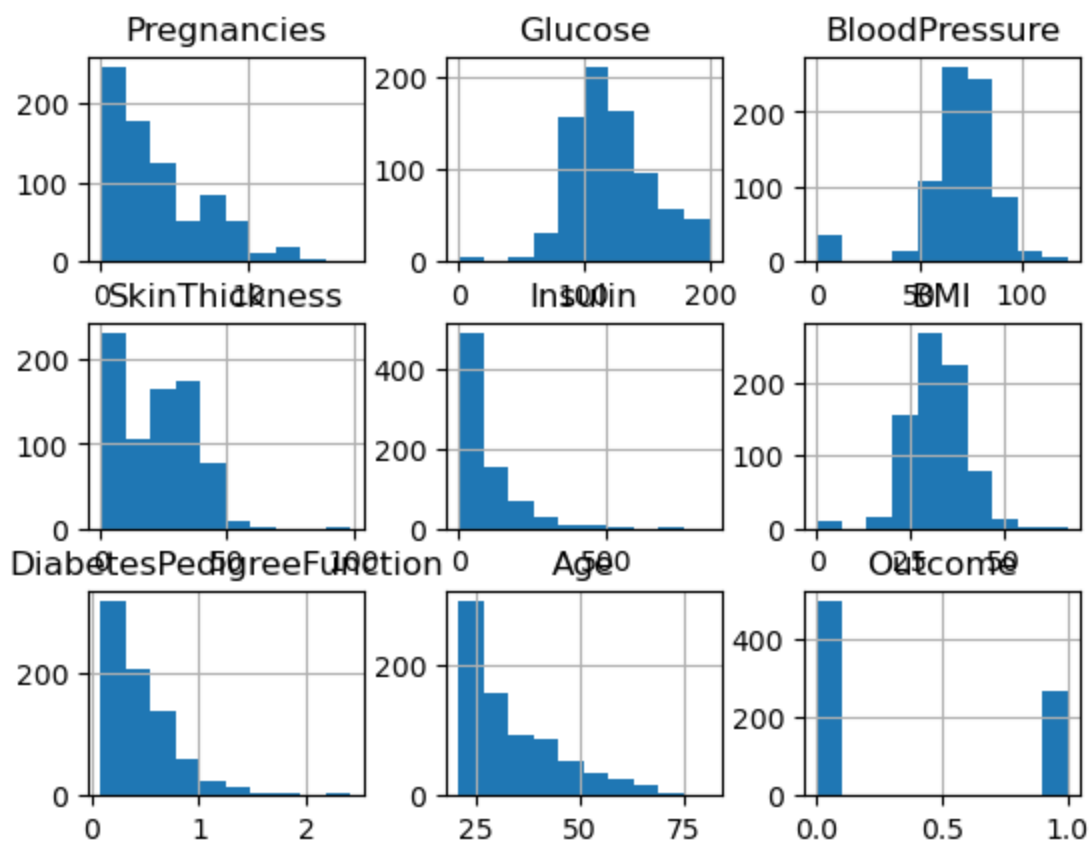 Pregnancies Glucose BloodPressure
200 200 200
100 100 100
0 0 0
0 10 0 100 200 0 50 100
SkinThickness Insulin BMI
200 400 200
100 200 100
0 0 0
0 50 100 0 500 0 25 50
DiabetesPedigreeFunction Age Outcome
200 200 400
200
0 0 0
0 1 2 25 50 75 0.0 0.5 1.0